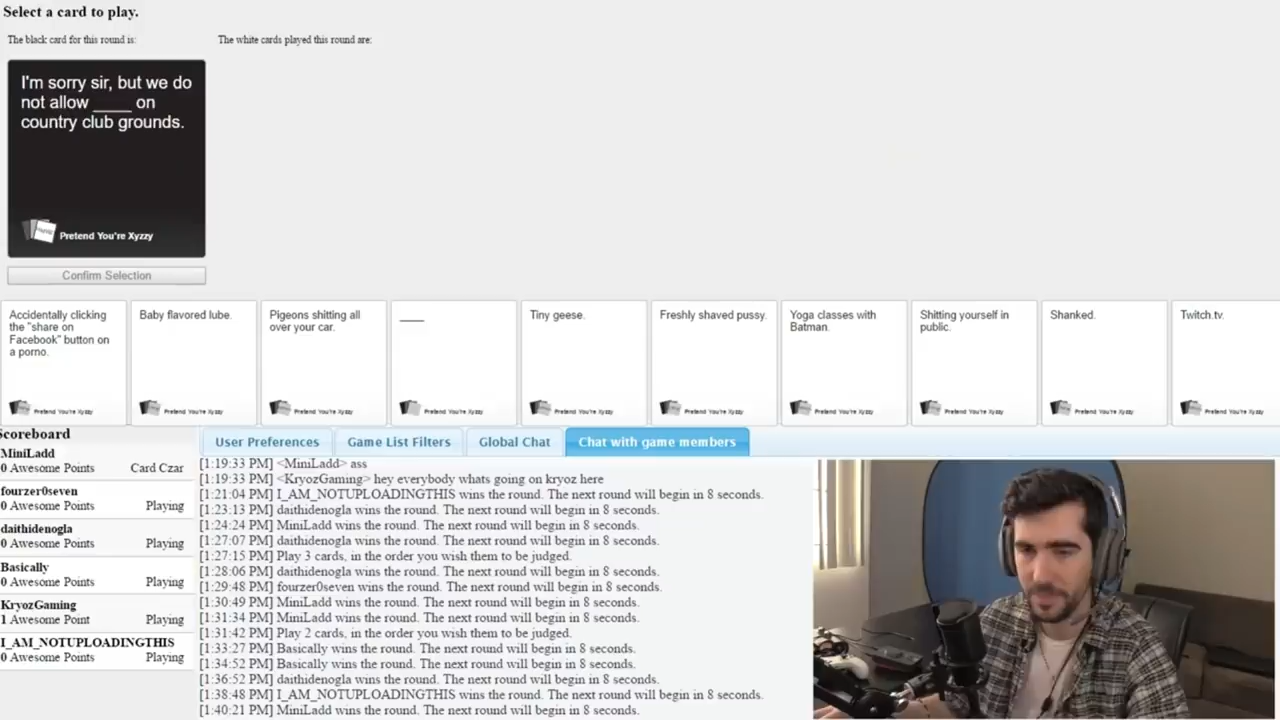 Select a card to play.
The black card for this round is:
The white cards played this round are:
I'm sorry sir, but we do
not allow ____ on
country club grounds.
Pretend You're Xyzzy
Confirm Selection
Accidentally clicking
the "share on
Facebook" button on
a porno.
Pretend You're Xyzzy
Baby flavored lube.
Pretend You're Xyzzy
Pigeons shitting all
over your car.
Pretend You're Xyzzy
____
Pretend You're Xyzzy
Tiny geese.
Pretend You're Xyzzy
Freshly shaved pussy.
Pretend You're Xyzzy
Yoga classes with
Batman.
Pretend You're Xyzzy
Shitting yourself in
public.
Pretend You're Xyzzy
Shanked.
Pretend You're Xyzzy
Twitch.tv.
Pretend You're Xyzzy
coreboard
MiniLadd
0 Awesome Points Card Czar
fourzer0seven
0 Awesome Points Playing
daithidenogla
0 Awesome Points Playing
Basically
0 Awesome Points Playing
KryozGaming
1 Awesome Point Playing
I_AM_NOTUPLOADINGTHIS
0 Awesome Points Playing
User Preferences
Game List Filters
Global Chat
Chat with game members
[1:19:33 PM] <MiniLadd> ass
[1:19:33 PM] <KryozGaming> hey everybody whats going on kryoz here
[1:21:04 PM] I_AM_NOTUPLOADINGTHIS wins the round. The next round will begin in 8 seconds.
[1:23:13 PM] daithidenogla wins the round. The next round will begin in 8 seconds.
[1:24:24 PM] MiniLadd wins the round. The next round will begin in 8 seconds.
[1:27:07 PM] daithidenogla wins the round. The next round will begin in 8 seconds.
[1:27:15 PM] Play 3 cards, in the order you wish them to be judged.
[1:28:06 PM] daithidenogla wins the round. The next round will begin in 8 seconds.
[1:29:48 PM] fourzer0seven wins the round. The next round will begin in 8 seconds.
[1:30:49 PM] MiniLadd wins the round. The next round will begin in 8 seconds.
[1:31:34 PM] MiniLadd wins the round. The next round will begin in 8 seconds.
[1:31:42 PM] Play 2 cards, in the order you wish them to be judged.
[1:33:27 PM] Basically wins the round. The next round will begin in 8 seconds.
[1:34:52 PM] Basically wins the round. The next round will begin in 8 seconds.
[1:36:52 PM] daithidenogla wins the round. The next round will begin in 8 seconds.
[1:38:48 PM] I_AM_NOTUPLOADINGTHIS wins the round. The next round will begin in 8 seconds.
[1:40:21 PM] MiniLadd wins the round. The next round will begin in 8 seconds.